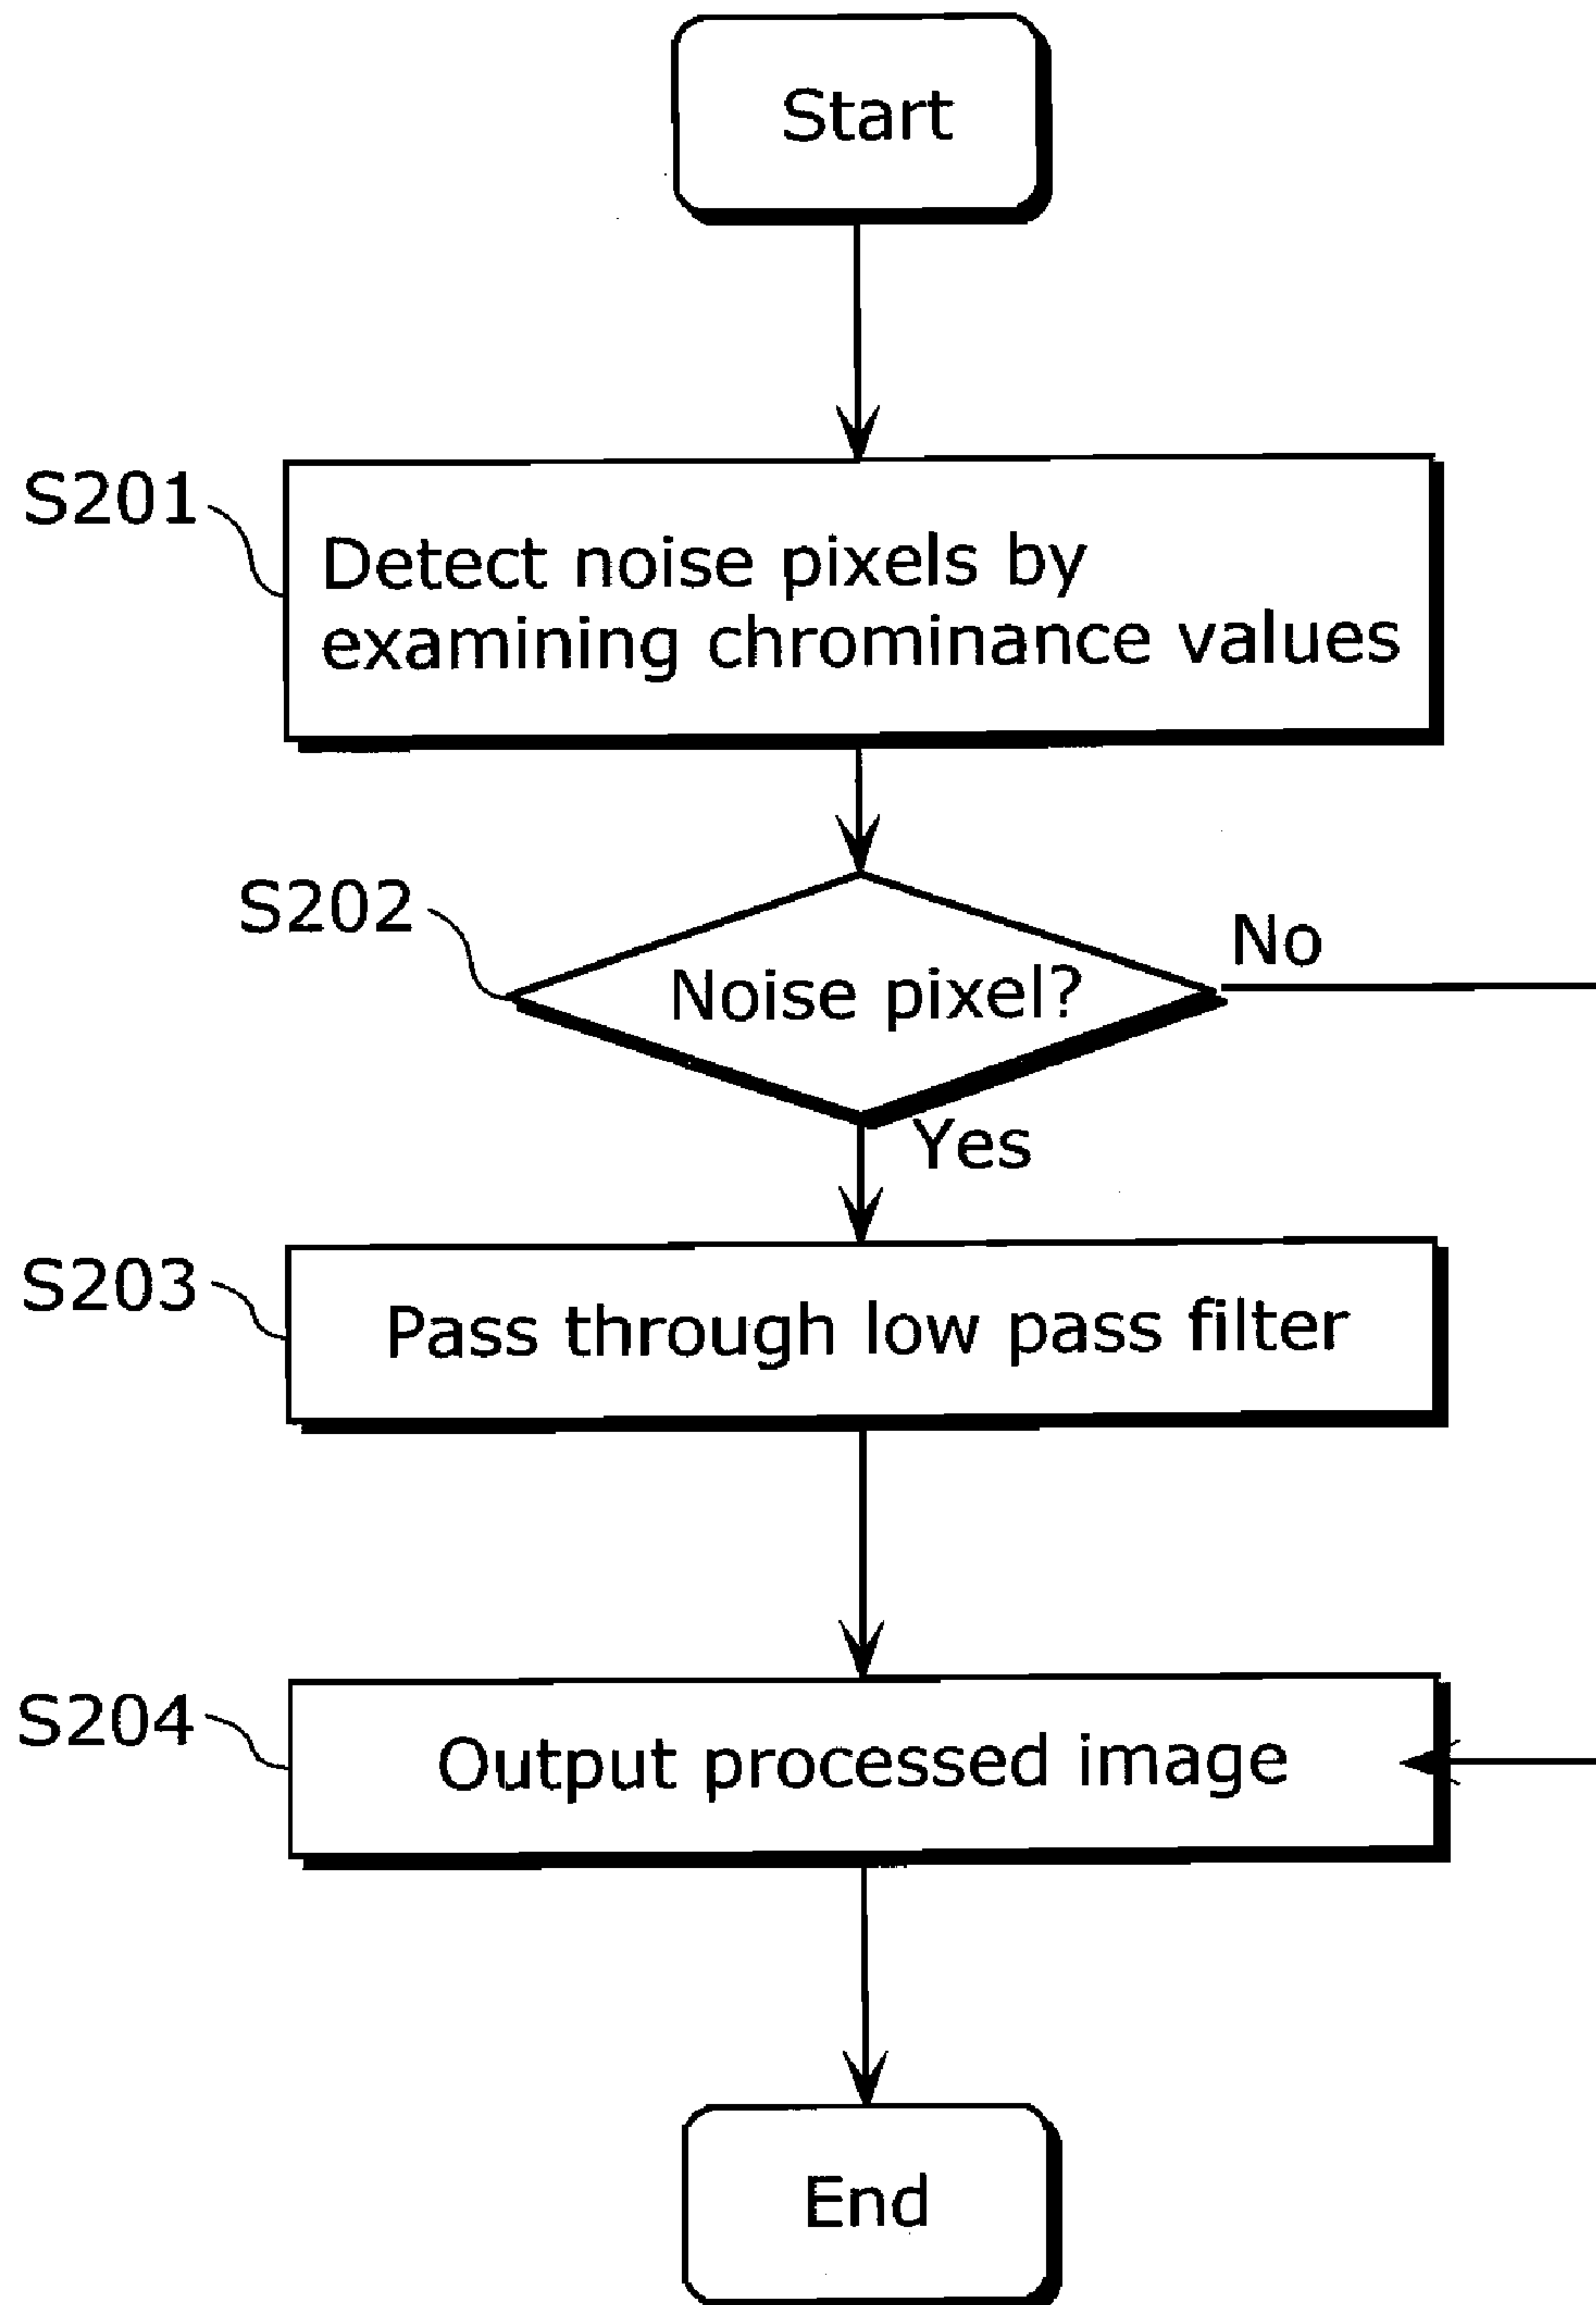 Start
S201
Detect noise pixels by
examining chrominance values
S202
Noise pixel?
No
Yes
S203
Pass through low pass filter
S204
Output processed image
End